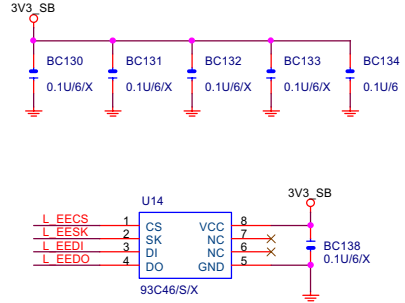 3V3_SB
BC130 BC131 BC132 BC133 BC134
0.1U/6/X 0.1U/6/X 0.1U/6/X 0.1U/6/X 0.1U/6
U14
3V3_SB
L_EECS 1 CS VCC 8
L_EESK 2 SK NC 7
L_EEDI 3 DI NC 6
L_EEDO 4 DO GND 5
BC138
0.1U/6/X
93C46/S/X